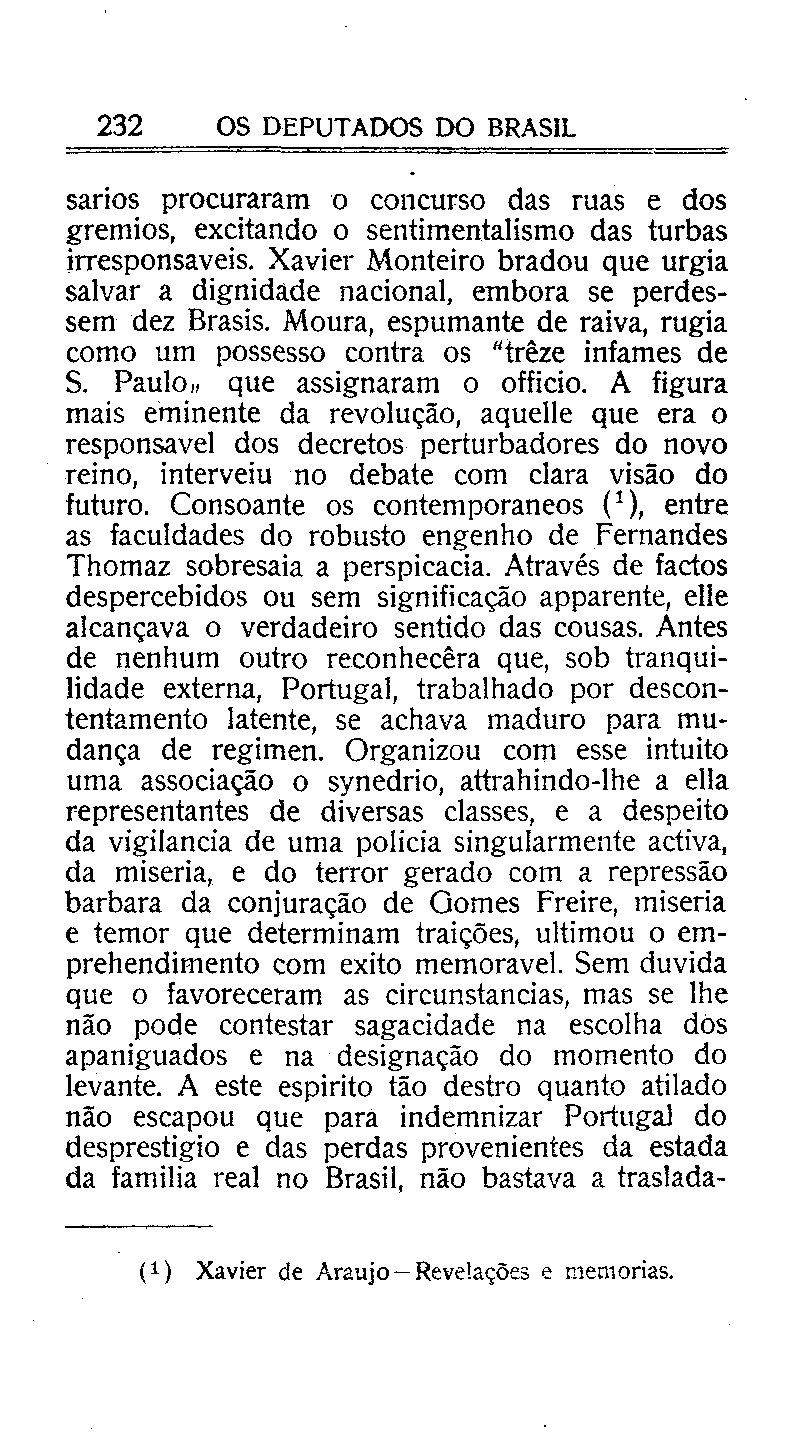 232 OS DEPUTADOS DO BRASIL
sarios procuraram o concurso das ruas e dos
gremios, excitando o sentimentalismo das turbas
irresponsaveis. Xavier Monteiro bradou que urgia
salvar a dignidade nacional, embora se perdes-
sem dez Brasis. Moura, espumante de raiva, rugia
como um possesso contra os "trêze infames de
S. Paulo„ que assignaram o officio. A figura
mais eminente da revolução, aquelle que era o
responsavel dos decretos perturbadores do novo
reino, interveiu no debate com clara visão do
futuro. Consoante os contemporaneos (¹), entre
as faculdades do robusto engenho de Fernandes
Thomaz sobresaia a perspicacia. Através de factos
despercebidos ou sem significação apparente, elle
alcançava o verdadeiro sentido das cousas. Antes
de nenhum outro reconhecêra que, sob tranqui-
lidade externa, Portugal, trabalhado por descon-
tentamento latente, se achava maduro para mu-
dança de regimen. Organizou com esse intuito
uma associação o synedrio, attrahindo-lhe a ella
representantes de diversas classes, e a despeito
da vigilancia de uma policia singularmente activa,
da miseria, e do terror gerado com a repressão
barbara da conjuração de Gomes Freire, miseria
e temor que determinam traições, ultimou o em-
prehendimento com exito memoravel. Sem duvida
que o favoreceram as circunstancias, mas se lhe
não pode contestar sagacidade na escolha dos
apaniguados e na designação do momento do
levante. A este espirito tão destro quanto atilado
não escapou que para indemnizar Portugal do
desprestigio e das perdas provenientes da estada
da familia real no Brasil, não bastava a traslada-
(¹) Xavier de Araujo—Revelações e memorias.